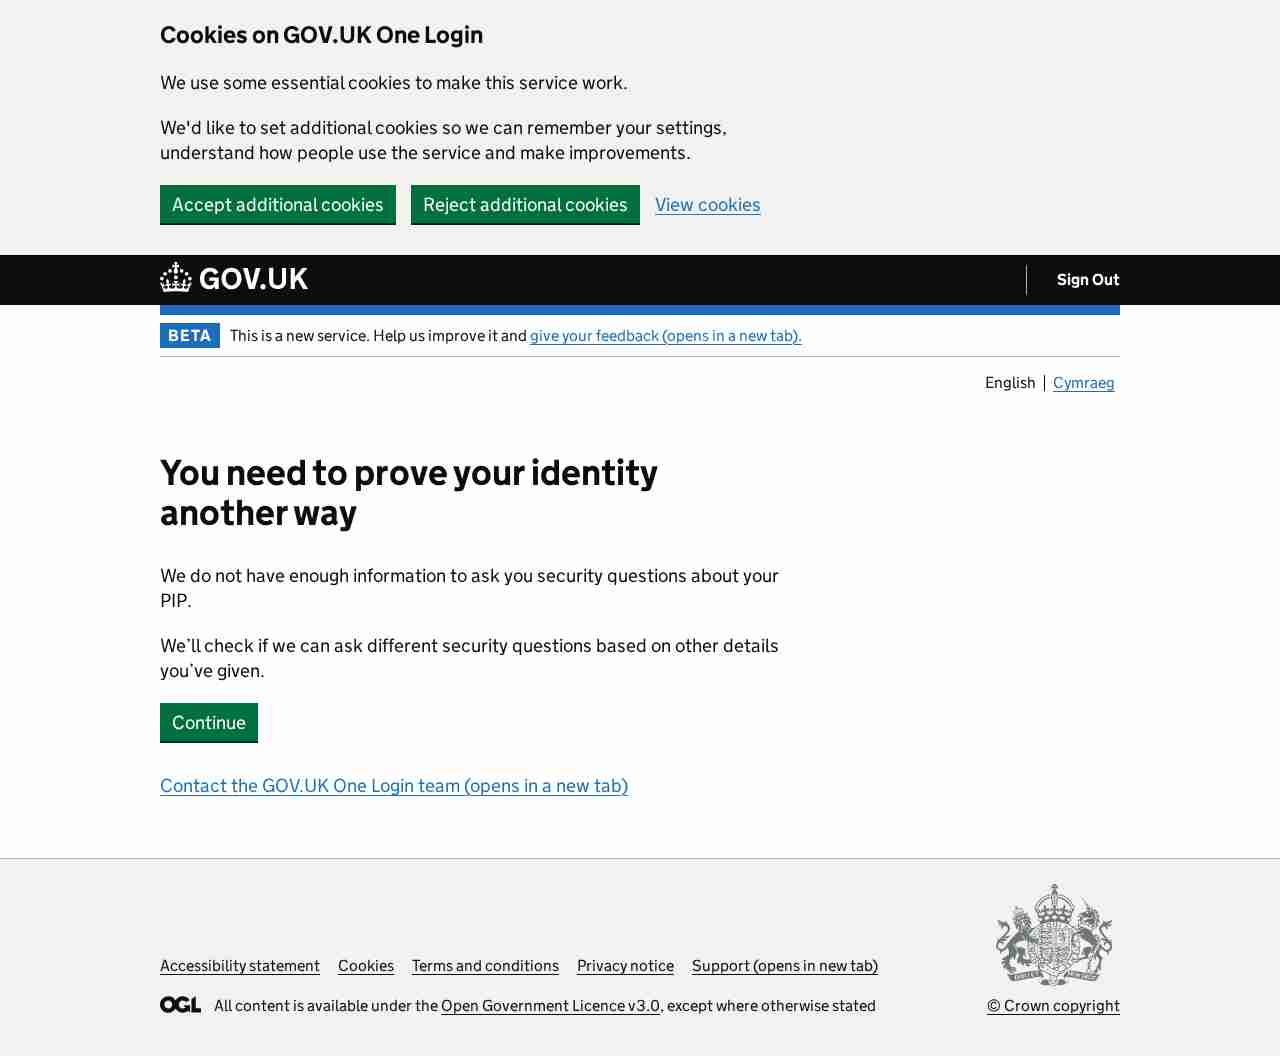 Cookies on GOV.UK One Login
We use some essential cookies to make this service work.
We'd like to set additional cookies so we can remember your settings,
understand how people use the service and make improvements.
Accept additional cookies Reject additional cookies View cookies
GOV.UK Sign Out
BETA This is a new service. Help us improve it and give your feedback (opens in a new tab).
English Cymraeg
You need to prove your identity
another way
We do not have enough information to ask you security questions about your
PIP.
We’ll check if we can ask different security questions based on other details
you’ve given.
Continue
Contact the GOV.UK One Login team (opens in a new tab)
Accessibility statement Cookies Terms and conditions Privacy notice Support (opens in new tab)
OGL All content is available under the Open Government Licence v3.0, except where otherwise stated © Crown copyright